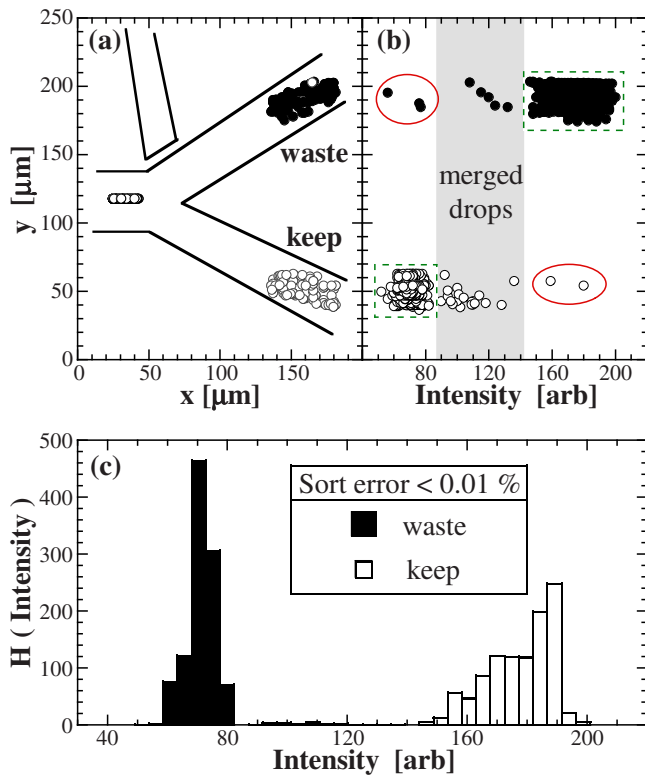 (a)
(b)
250
200
150
100
50
0
y [μm]
waste
keep
merged
drops
0 50 100 150
80 120 160 200
x [μm]
Intensity [arb]
(c)
500
400
300
200
100
0
H ( Intensity )
Sort error < 0.01 %
waste
keep
40 80 120 160 200
Intensity [arb]